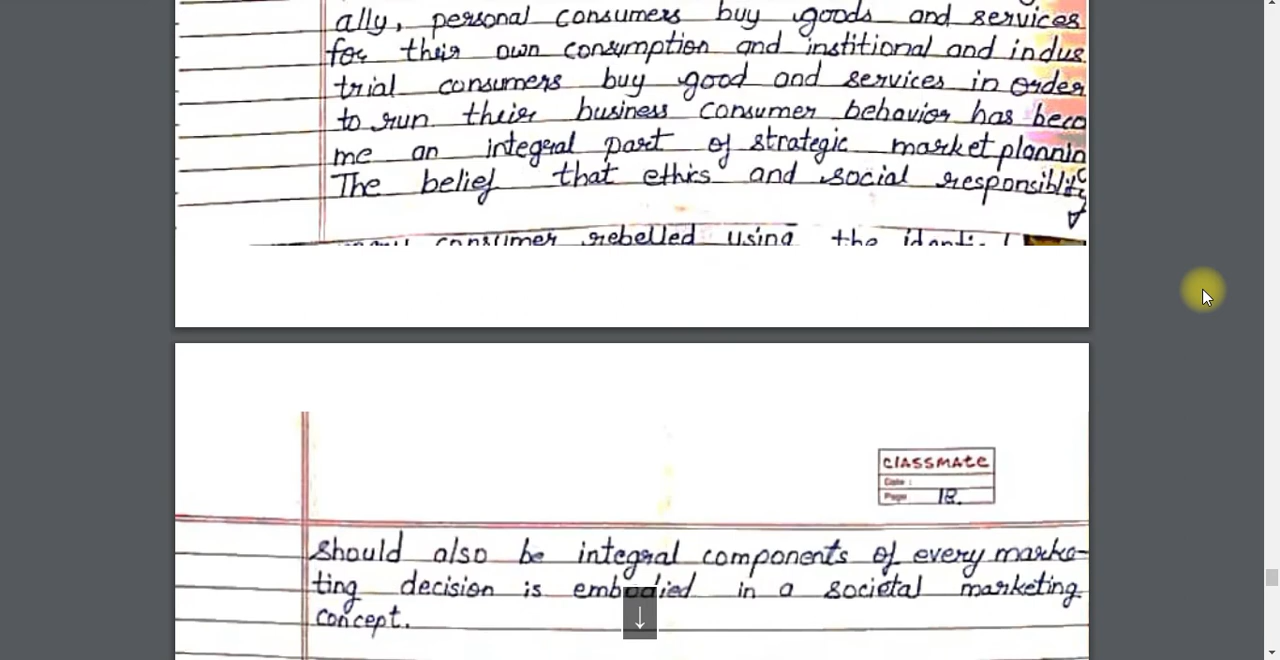 ally, personal consumers buy goods and services
for their own consumption and institional and indus
trial consumers buy good and services in order
to run their business consumer behavior has beco
me an integral part of strategic market plannin
The belief that ethics and social responsiblity
consumer rebelled using the
classmate
Date :
Page 18.
should also be integral components of every marke-
ting decision is embodied in a societal marketing
concept.